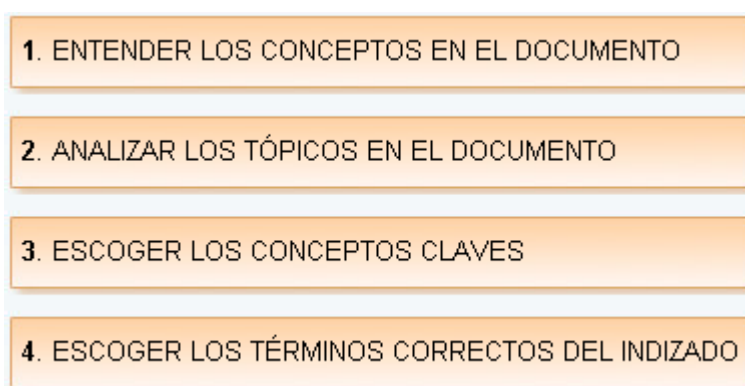 1. ENTENDER LOS CONCEPTOS EN EL DOCUMENTO
2. ANALIZAR LOS TÓPICOS EN EL DOCUMENTO
3. ESCOGER LOS CONCEPTOS CLAVES
4. ESCOGER LOS TÉRMINOS CORRECTOS DEL INDIZADO